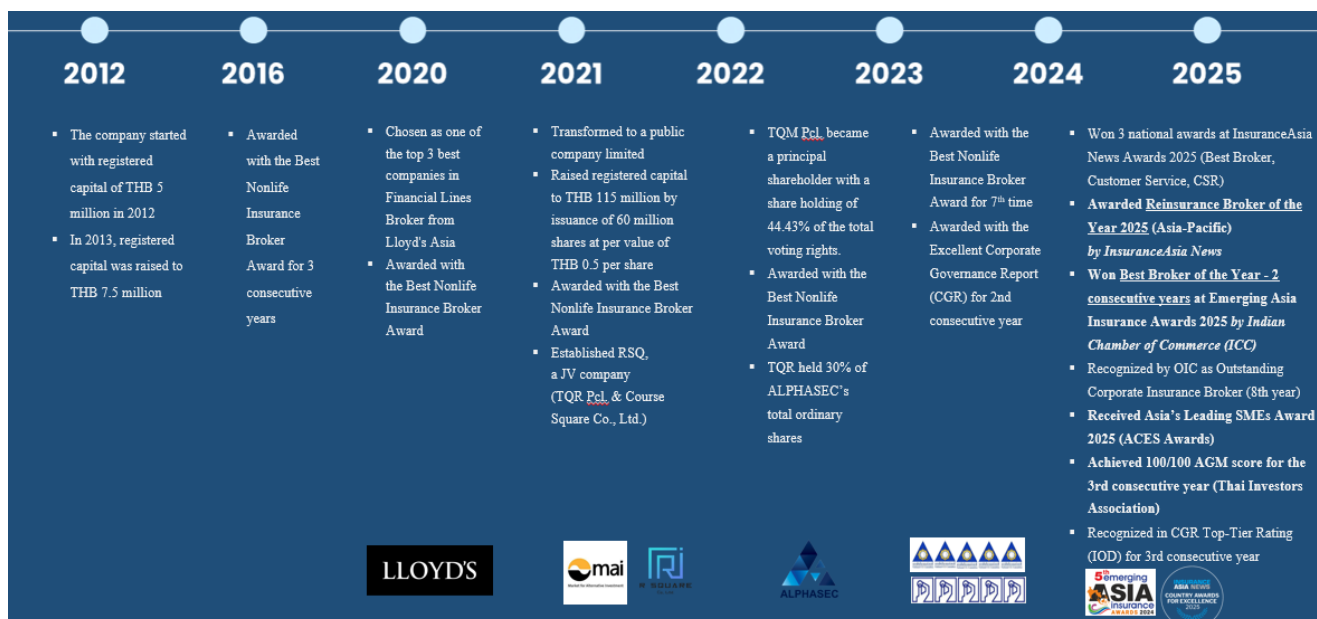 2012
2016
2020
2021
2022
2023
2024
2025
▪ The company started
with registered
capital of THB 5
million in 2012
▪ In 2013, registered
capital was raised to
THB 7.5 million
▪ Awarded
with the Best
Nonlife
Insurance
Broker
Award for 3
consecutive
years
▪ Chosen as one of
the top 3 best
companies in
Financial Lines
Broker from
Lloyd's Asia
▪ Awarded with
the Best Nonlife
Insurance Broker
Award
▪ Transformed to a public
company limited
▪ Raised registered capital
to THB 115 million by
issuance of 60 million
shares at per value of
THB 0.5 per share
▪ Awarded with the Best
Nonlife Insurance Broker
Award
▪ Established RSQ,
a JV company
(TQR Pcl. & Course
Square Co., Ltd.)
▪ TQM Pcl. became
a principal
shareholder with a
share holding of
44.43% of the total
voting rights.
▪ Awarded with the
Best Nonlife
Insurance Broker
Award
▪ TQR held 30% of
ALPHASEC's
total ordinary
shares
▪ Awarded with the
Best Nonlife
Insurance Broker
Award for 7th time
▪ Awarded with the
Excellent Corporate
Governance Report
(CGR) for 2nd
consecutive year
▪ Won 3 national awards at InsuranceAsia
News Awards 2025 (Best Broker,
Customer Service, CSR)
▪ Awarded Reinsurance Broker of the
Year 2025 (Asia-Pacific)
by InsuranceAsia News
▪ Won Best Broker of the Year - 2
consecutive years at Emerging Asia
Insurance Awards 2025 by Indian
Chamber of Commerce (ICC)
▪ Recognized by OIC as Outstanding
Corporate Insurance Broker (8th year)
▪ Received Asia's Leading SMEs Award
2025 (ACES Awards)
▪ Achieved 100/100 AGM score for the
3rd consecutive year (Thai Investors
Association)
▪ Recognized in CGR Top-Tier Rating
(IOD) for 3rd consecutive year
LLOYD'S
mai
Market for Alternative Investment
R SQUARE
ALPHASEC
5th emerging
ASIA
Insurance
AWARDS 2024
INSURANCE
ASIA NEWS
COUNTRY AWARDS
FOR EXCELLENCE
2025